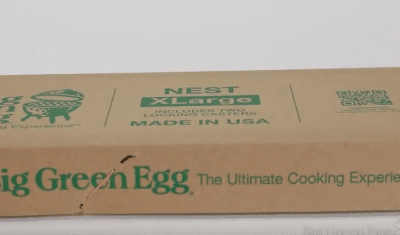 NEST
XLarge
INCLUDES TWO
LOCKING CASTERS
MADE IN USA
Big Green Egg® The Ultimate Cooking Experie